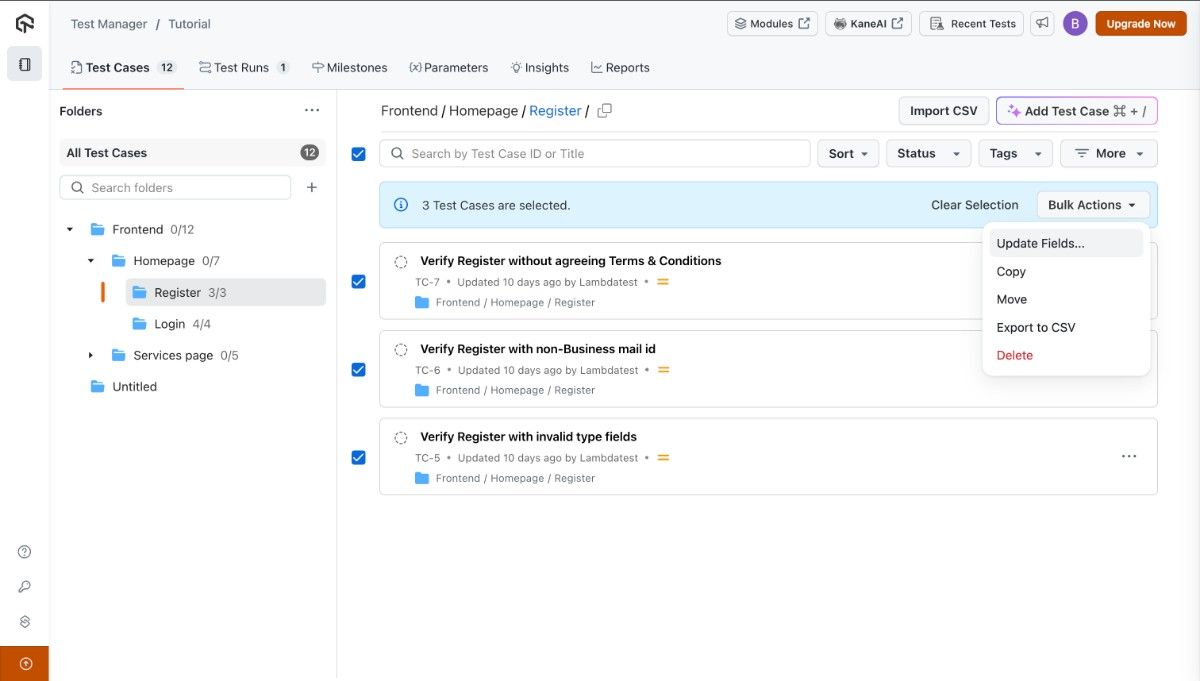 Test Manager / Tutorial
Modules
KaneAI
Recent Tests
B
Upgrade Now
Test Cases 12
Test Runs 1
Milestones
{x} Parameters
Insights
Reports
Folders ...
All Test Cases 12
Search folders +
Frontend 0/12
Homepage 0/7
Register 3/3
Login 4/4
Services page 0/5
Untitled
Frontend / Homepage / Register /
Import CSV
Add Test Case ⌘ + /
Search by Test Case ID or Title
Sort
Status
Tags
More
3 Test Cases are selected.
Clear Selection
Bulk Actions
Update Fields...
Copy
Move
Export to CSV
Delete
Verify Register without agreeing Terms & Conditions
TC-7 • Updated 10 days ago by Lambdatest •
Frontend / Homepage / Register
Verify Register with non-Business mail id
TC-6 • Updated 10 days ago by Lambdatest •
Frontend / Homepage / Register
Verify Register with invalid type fields
TC-5 • Updated 10 days ago by Lambdatest •
Frontend / Homepage / Register
...